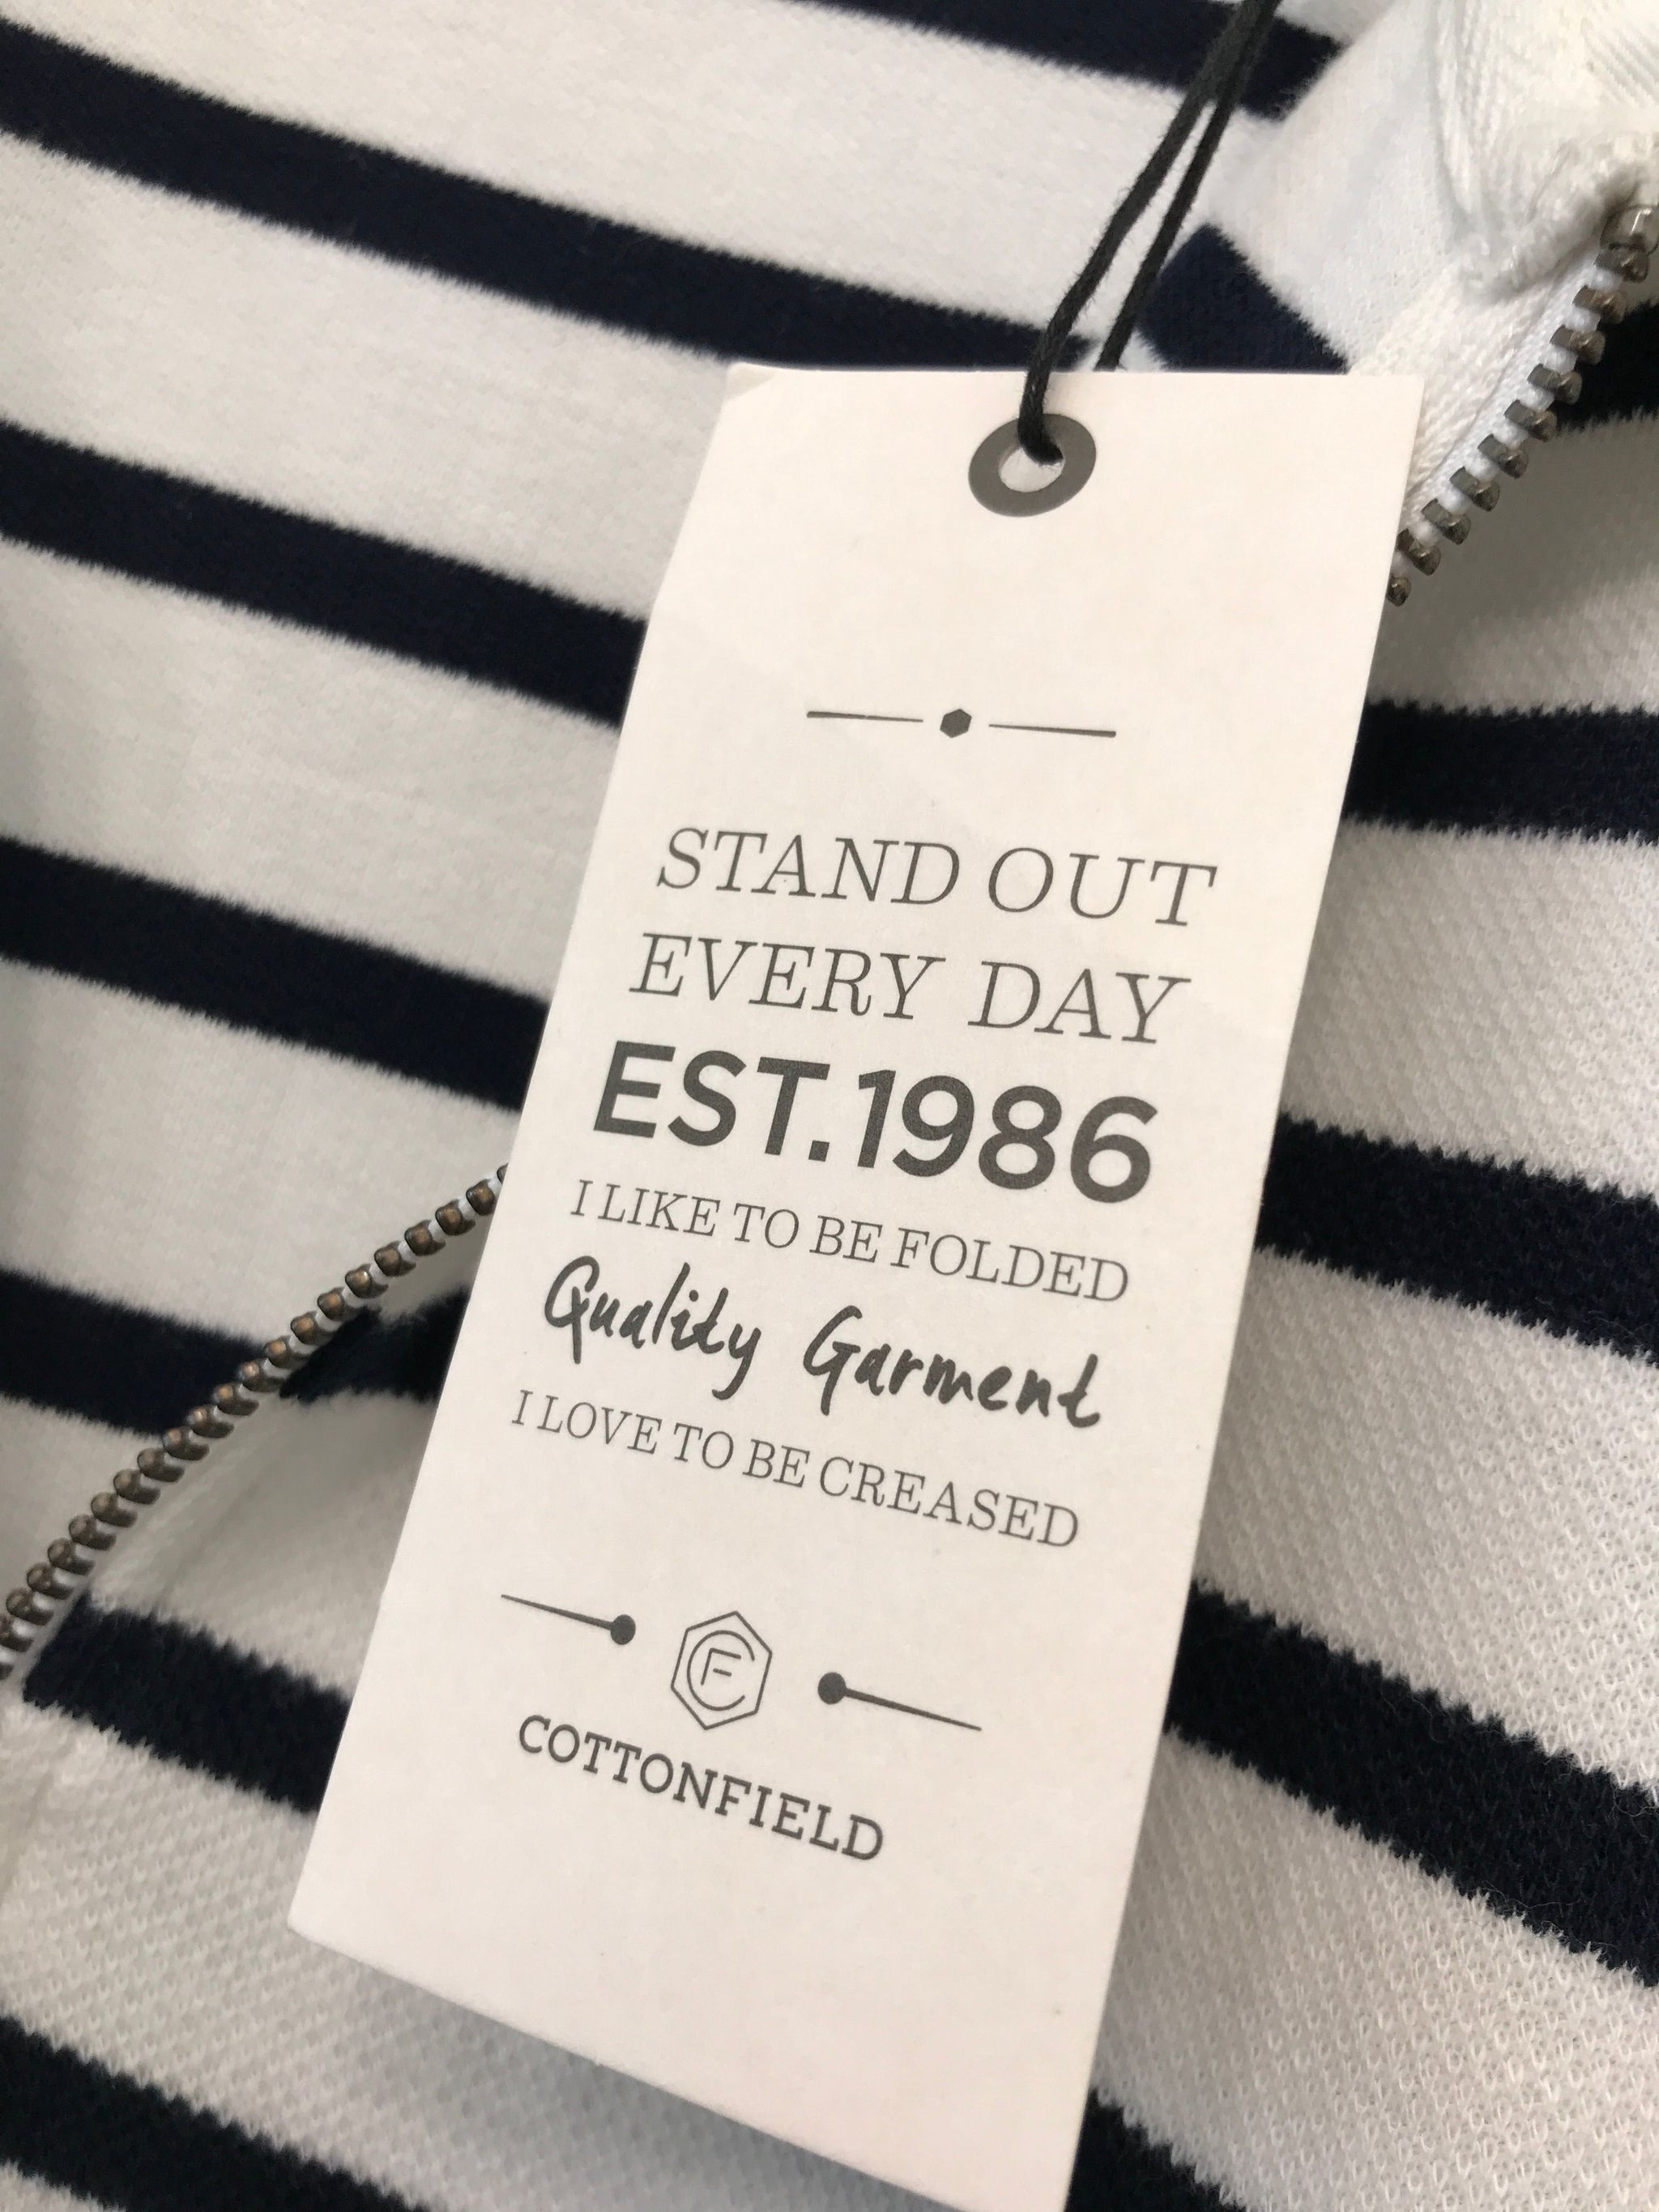 STAND OUT
EVERY DAY
EST.1986
I LIKE TO BE FOLDED
Quality Garment
I LOVE TO BE CREASED
CF
COTTONFIELD